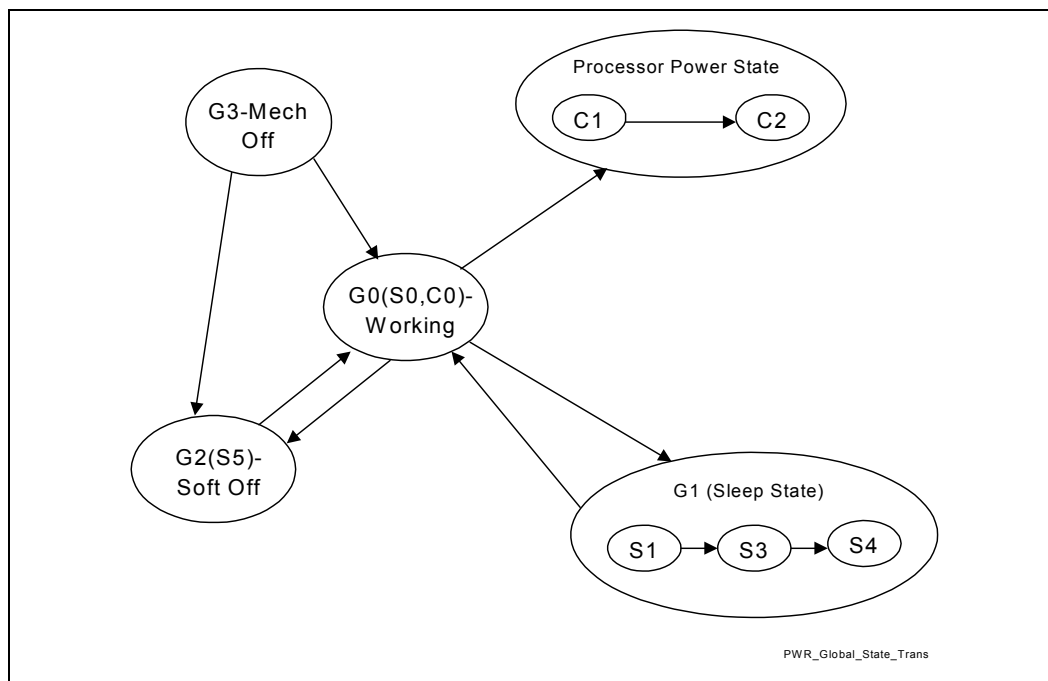 Processor Power State
C1
C2
G3-Mech
Off
G0(S0,C0)-
Working
G2(S5)-
Soft Off
G1 (Sleep State)
S1
S3
S4
PWR_Global_State_Trans